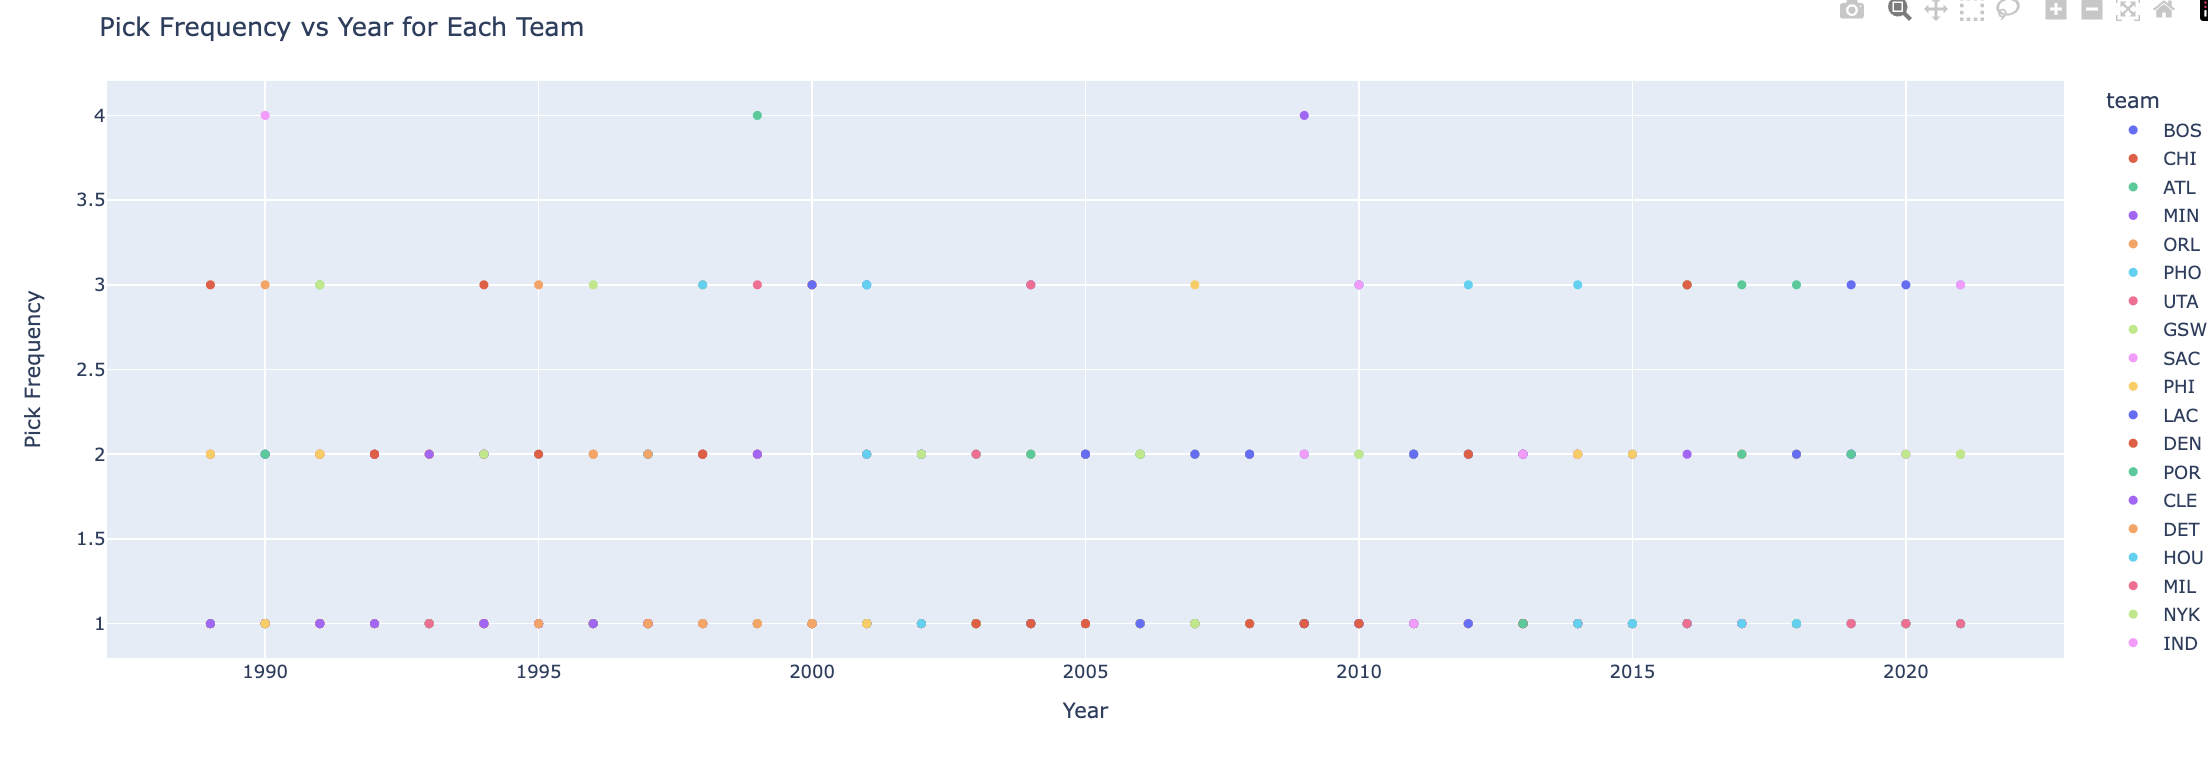 Pick Frequency vs Year for Each Team
4
3.5
3
2.5
2
1.5
1
Pick Frequency
1990 1995 2000 2005 2010 2015 2020
Year
team
BOS
CHI
ATL
MIN
ORL
PHO
UTA
GSW
SAC
PHI
LAC
DEN
POR
CLE
DET
HOU
MIL
NYK
IND